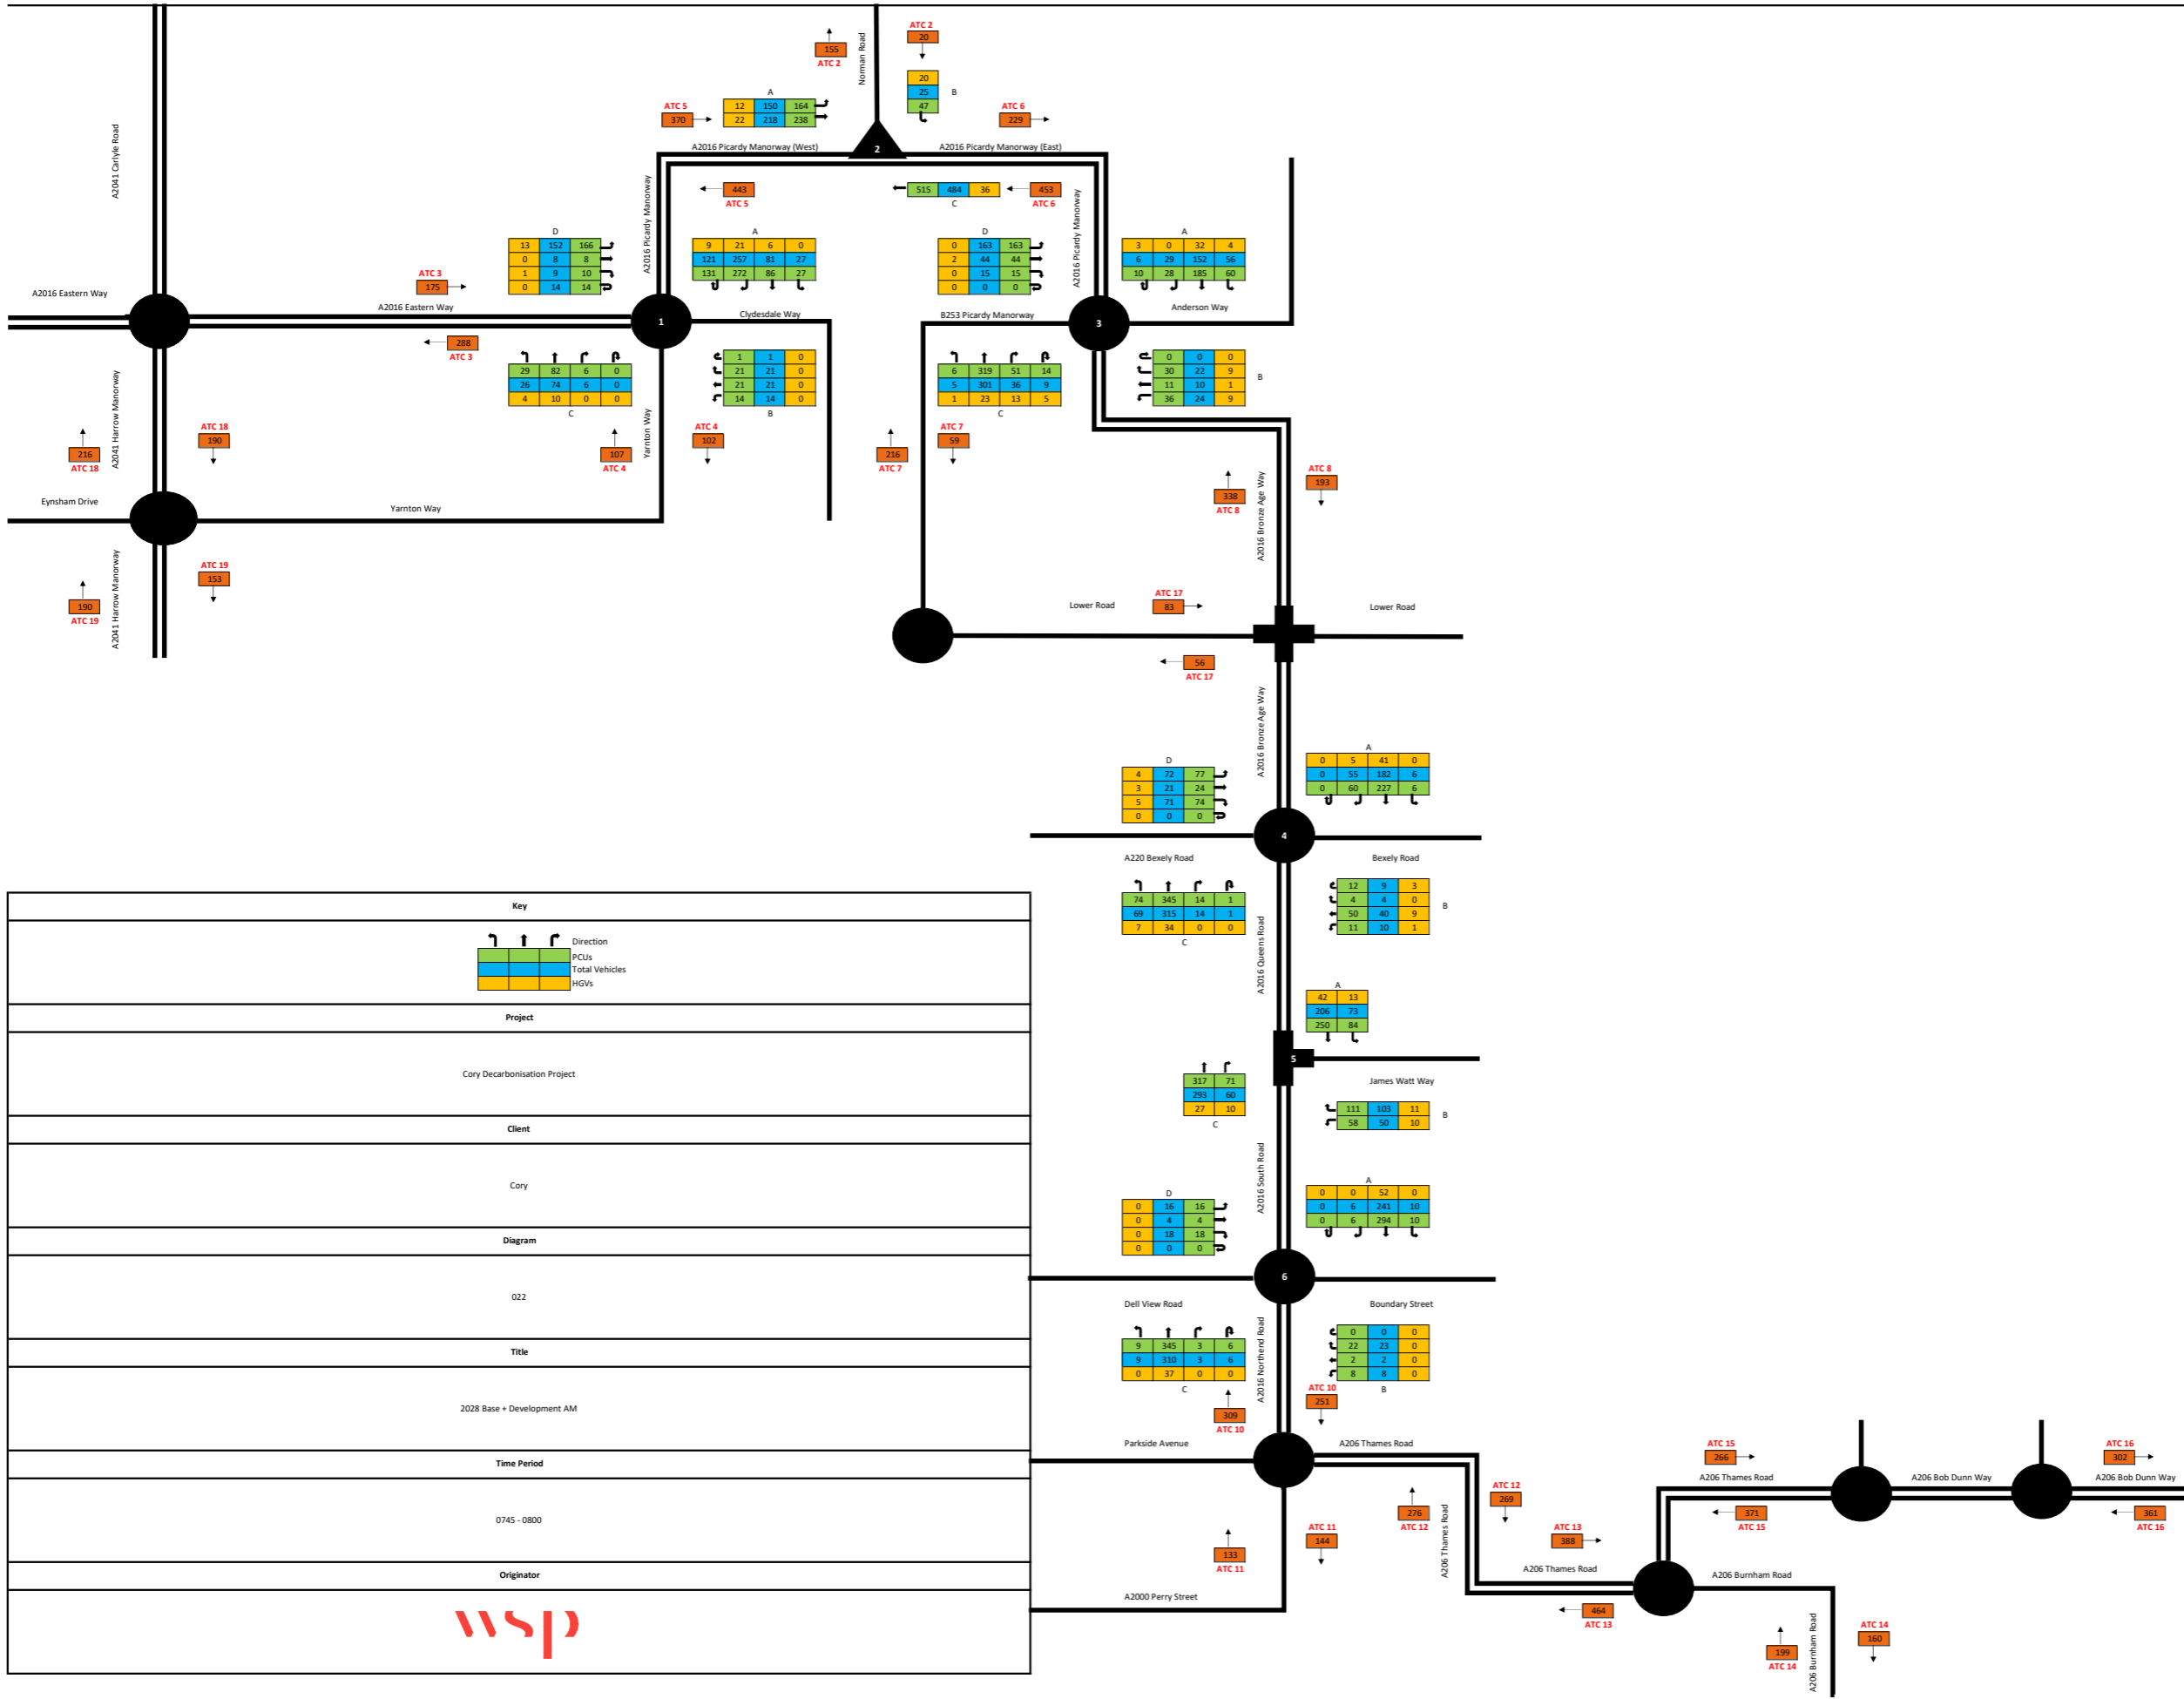 ATC 2
20
155
ATC 2
Norman Road
20
25 B
47
A
12 150 164
22 218 238
ATC 5
370
ATC 6
229
A2016 Picardy Manorway (West)
2
A2016 Picardy Manorway (East)
A2041 Carlyle Road
A2016 Picardy Manorway
443
ATC 5
515 484 36
C
453
ATC 6
A2016 Picardy Manorway
D
13 152 166
0 8 8
1 9 10
0 14 14
A
9 21 6 0
121 257 81 27
131 272 86 27
D
0 163 163
2 44 44
0 15 15
0 0 0
A
3 0 32 4
6 29 152 56
10 28 185 60
ATC 3
175
A2016 Eastern Way
A2016 Eastern Way
1
Clydesdale Way
B253 Picardy Manorway
3
Anderson Way
288
ATC 3
29 82 6 0
26 74 6 0
4 10 0 0
C
1 1 0
21 21 0
21 21 0
14 14 0
B
6 319 51 14
5 301 36 9
1 23 13 5
C
0 0 0
30 22 9
11 10 1
36 24 9
B
A2041 Harrow Manorway
216
ATC 18
ATC 18
190
107
ATC 4
Yarnton Way
ATC 4
102
216
ATC 7
ATC 7
59
338
ATC 8
A2016 Bronze Age Way
ATC 8
193
Eynsham Drive
Yarnton Way
190
ATC 19
A2041 Harrow Manorway
ATC 19
153
Lower Road
ATC 17
83
Lower Road
56
ATC 17
A2016 Bronze Age Way
D
4 72 77
3 21 24
5 71 74
0 0 0
A
0 5 41 0
0 55 182 6
0 60 227 6
4
A220 Bexely Road
Bexely Road
74 345 14 1
69 315 14 1
7 34 0 0
C
A2016 Queens Road
12 9 3
4 4 0
50 40 9
11 10 1
B
A
42 13
206 73
250 84
5
James Watt Way
317 71
293 60
27 10
C
111 103 11
58 50 10
B
A2016 South Road
D
0 16 16
0 4 4
0 18 18
0 0 0
A
0 0 52 0
0 6 241 10
0 6 294 10
6
Dell View Road
Boundary Street
9 345 3 6
9 310 3 6
0 37 0 0
C
A2016 Northend Road
0 0 0
22 23 0
2 2 0
8 8 0
B
309
ATC 10
ATC 10
251
Parkside Avenue
A206 Thames Road
133
ATC 11
ATC 11
144
A2000 Perry Street
276
ATC 12
A206 Thames Road
ATC 12
269
ATC 13
388
A206 Thames Road
464
ATC 13
ATC 15
266
A206 Thames Road
371
ATC 15
A206 Bob Dunn Way
ATC 16
302
A206 Bob Dunn Way
361
ATC 16
A206 Burnham Road
199
ATC 14
A206 Burnham Road
ATC 14
160
Key
Direction
PCUs
Total Vehicles
HGVs
Project
Cory Decarbonisation Project
Client
Cory
Diagram
022
Title
2028 Base + Development AM
Time Period
0745 - 0800
Originator
wsp